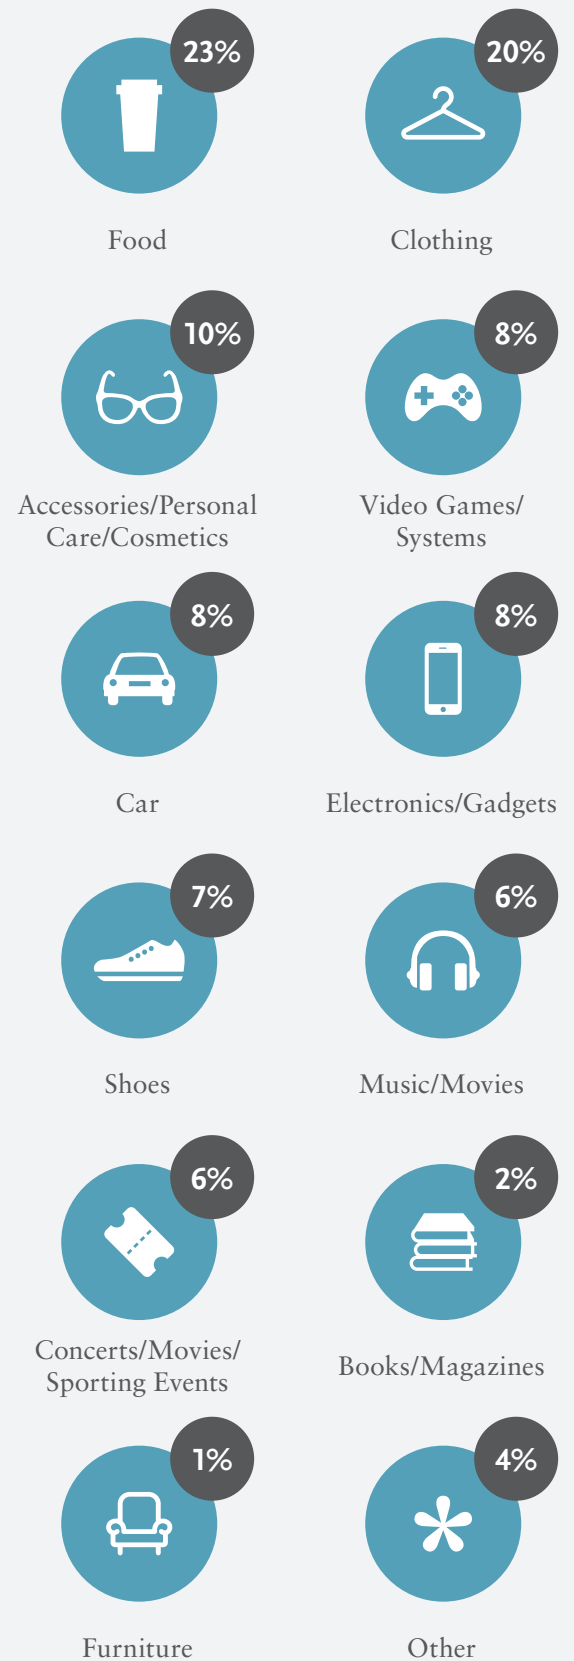 23%
20%
Food
Clothing
10%
8%
Accessories/Personal
Care/Cosmetics
Video Games/
Systems
8%
8%
Car
Electronics/Gadgets
7%
6%
Shoes
Music/Movies
6%
2%
Concerts/Movies/
Sporting Events
Books/Magazines
1%
4%
Furniture
Other